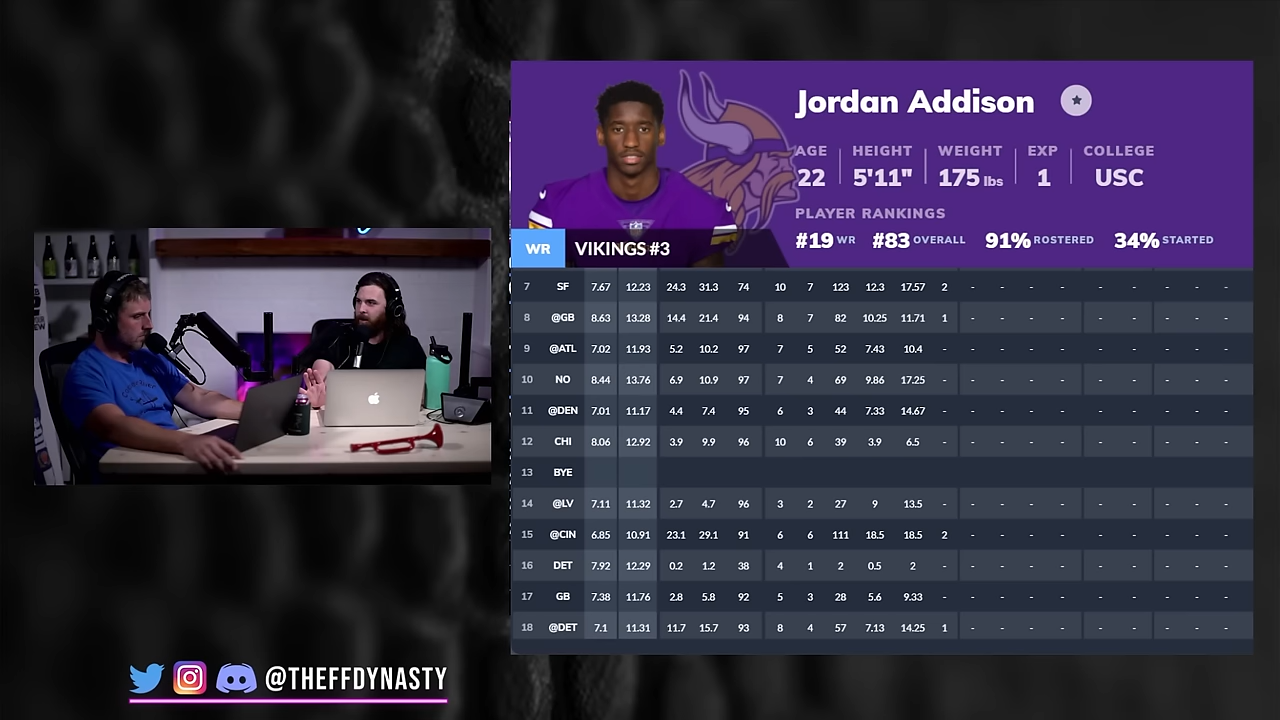 Jordan Addison
AGE HEIGHT WEIGHT EXP COLLEGE
22 5'11" 175 lbs 1 USC
PLAYER RANKINGS
#19 WR #83 OVERALL 91% ROSTERED 34% STARTED
WR VIKINGS #3
7 SF 7.67 12.23 24.3 31.3 74 10 7 123 12.3 17.57 2 - - - - - - - - - -
8 @GB 8.63 13.28 14.4 21.4 94 8 7 82 10.25 11.71 1 - - - - - - - - - -
9 @ATL 7.02 11.93 5.2 10.2 97 7 5 52 7.43 10.4 - - - - - - - - - - -
10 NO 8.44 13.76 6.9 10.9 97 7 4 69 9.86 17.25 - - - - - - - - - - -
11 @DEN 7.01 11.17 4.4 7.4 95 6 3 44 7.33 14.67 - - - - - - - - - - -
12 CHI 8.06 12.92 3.9 9.9 96 10 6 39 3.9 6.5 - - - - - - - - - - -
13 BYE
14 @LV 7.11 11.32 2.7 4.7 96 3 2 27 9 13.5 - - - - - - - - - - -
15 @CIN 6.85 10.91 23.1 29.1 91 6 6 111 18.5 18.5 2 - - - - - - - - - -
16 DET 7.92 12.29 0.2 1.2 38 4 1 2 0.5 2 - - - - - - - - - - -
17 GB 7.38 11.76 2.8 5.8 92 5 3 28 5.6 9.33 - - - - - - - - - - -
18 @DET 7.1 11.31 11.7 15.7 93 8 4 57 7.13 14.25 1 - - - - - - - - - -
@THEFFDYNASTY